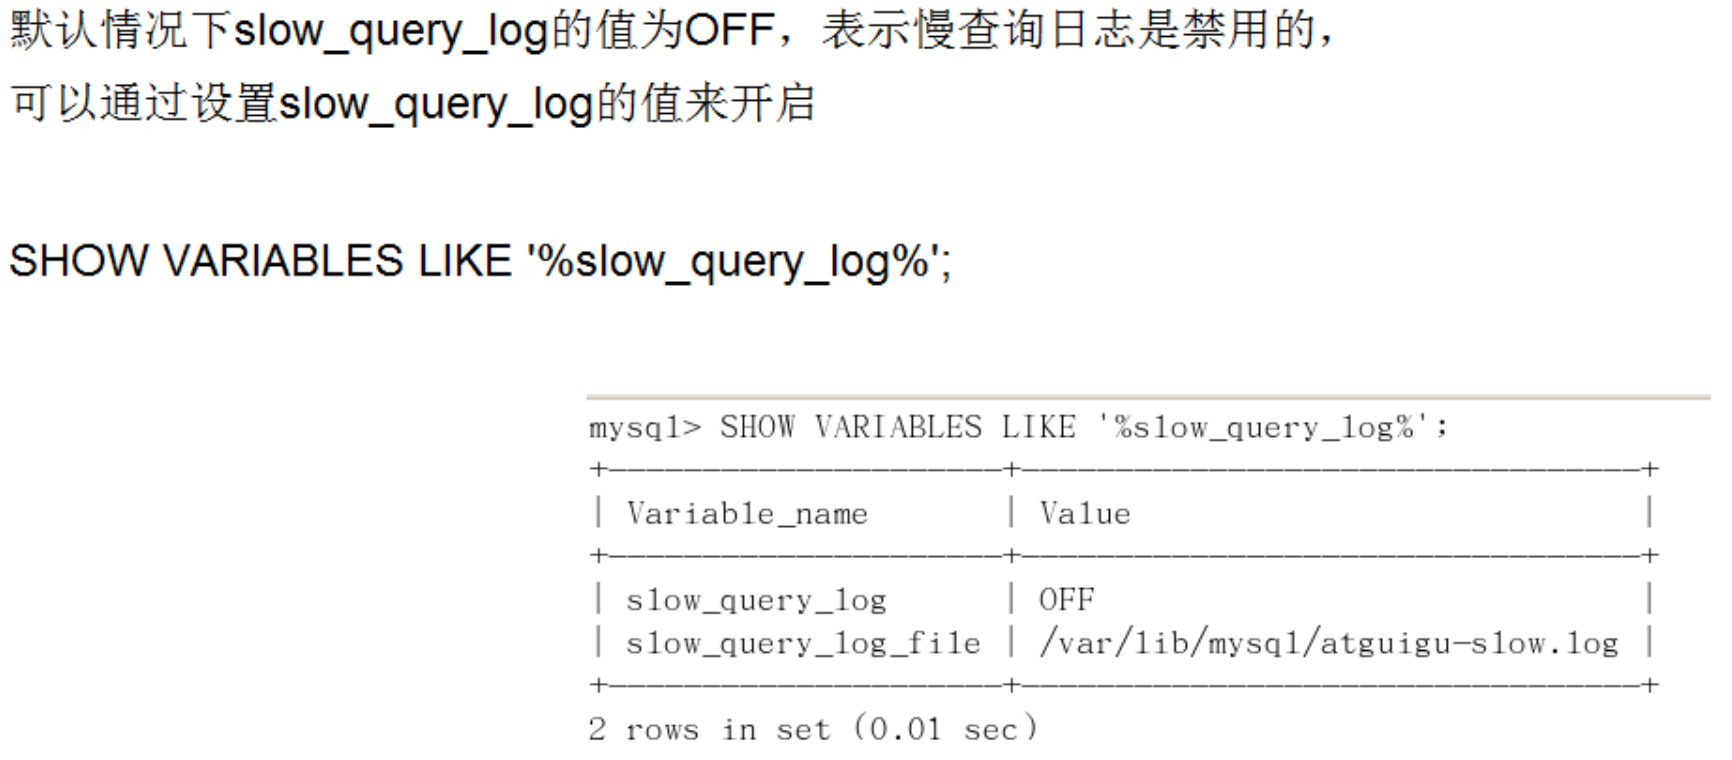 默认情况下slow_query_log的值为OFF，表示慢查询日志是禁用的，
可以通过设置slow_query_log的值来开启
SHOW VARIABLES LIKE '%slow_query_log%';
mysql> SHOW VARIABLES LIKE '%slow_query_log%';
+---------------------+---------------------------------+
| Variable_name       | Value                           |
+---------------------+---------------------------------+
| slow_query_log      | OFF                             |
| slow_query_log_file | /var/lib/mysql/atguigu-slow.log |
+---------------------+---------------------------------+
2 rows in set (0.01 sec)